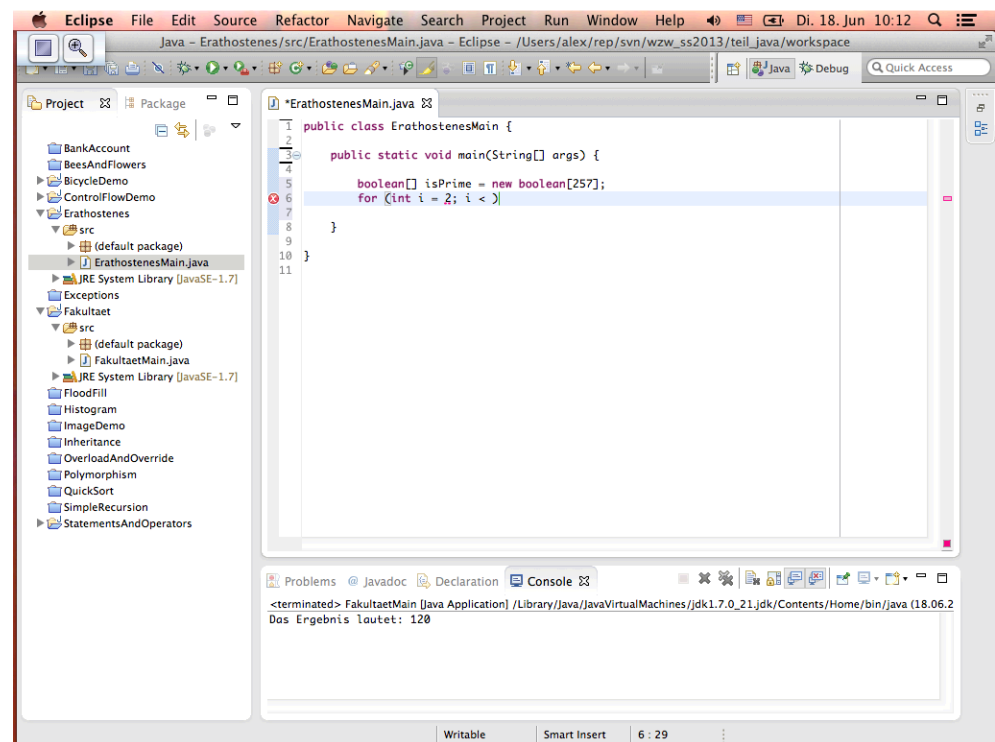 Eclipse File Edit Source Refactor Navigate Search Project Run Window Help Di. 18. Jun 10:12
Java – Erathostenes/src/ErathostenesMain.java – Eclipse – /Users/alex/rep/svn/wzw_ss2013/teil_java/workspace
Java Debug Quick Access
Project Package
BankAccount
BeesAndFlowers
BicycleDemo
ControlFlowDemo
Erathostenes
src
(default package)
ErathostenesMain.java
JRE System Library [JavaSE-1.7]
Exceptions
Fakultaet
src
(default package)
FakultaetMain.java
JRE System Library [JavaSE-1.7]
FloodFill
Histogram
ImageDemo
Inheritance
OverloadAndOverride
Polymorphism
QuickSort
SimpleRecursion
StatementsAndOperators
*ErathostenesMain.java
1 public class ErathostenesMain {
2
3 public static void main(String[] args) {
4
5 boolean[] isPrime = new boolean[257];
6 for (int i = 2; i < )
7
8 }
9
10 }
11
Problems @ Javadoc Declaration Console
<terminated> FakultaetMain [Java Application] /Library/Java/JavaVirtualMachines/jdk1.7.0_21.jdk/Contents/Home/bin/java (18.06.2
Das Ergebnis lautet: 120
Writable Smart Insert 6 : 29